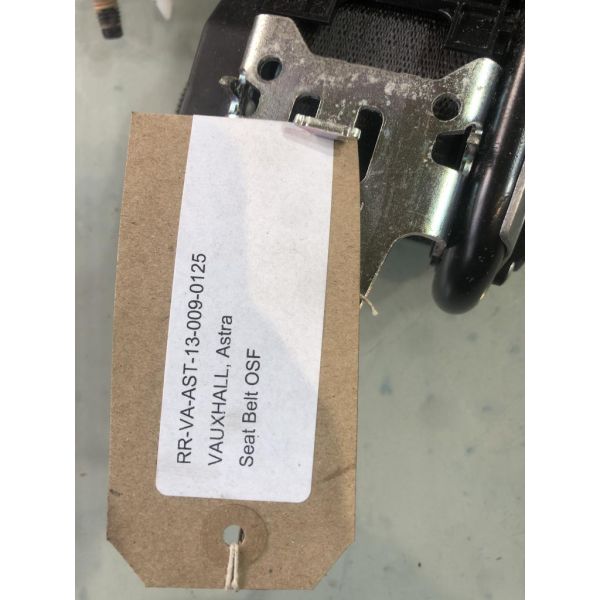 RR-VA-AST-13-009-0125
VAUXHALL, Astra
Seat Belt OSF